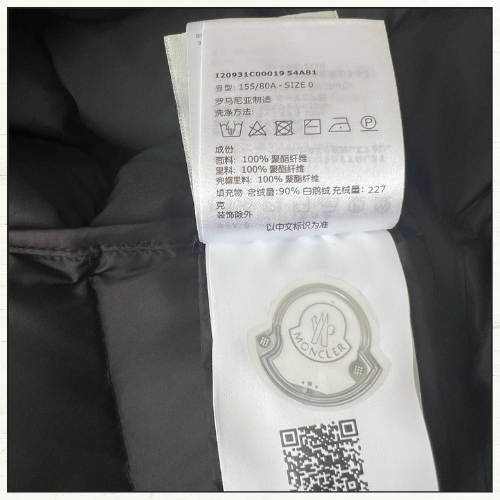 I20931C00019 54A81
号型: 155/80A - SIZE 0
罗马尼亚制造
洗涤方法:
P
成份
面料: 100% 聚酯纤维
里料: 100% 聚酯纤维
兜帽里料: 100% 聚酯纤维
填充物 含绒量:90% 白鹅绒 充绒量: 227
克
装饰除外
以中文标识为准
MONCLER